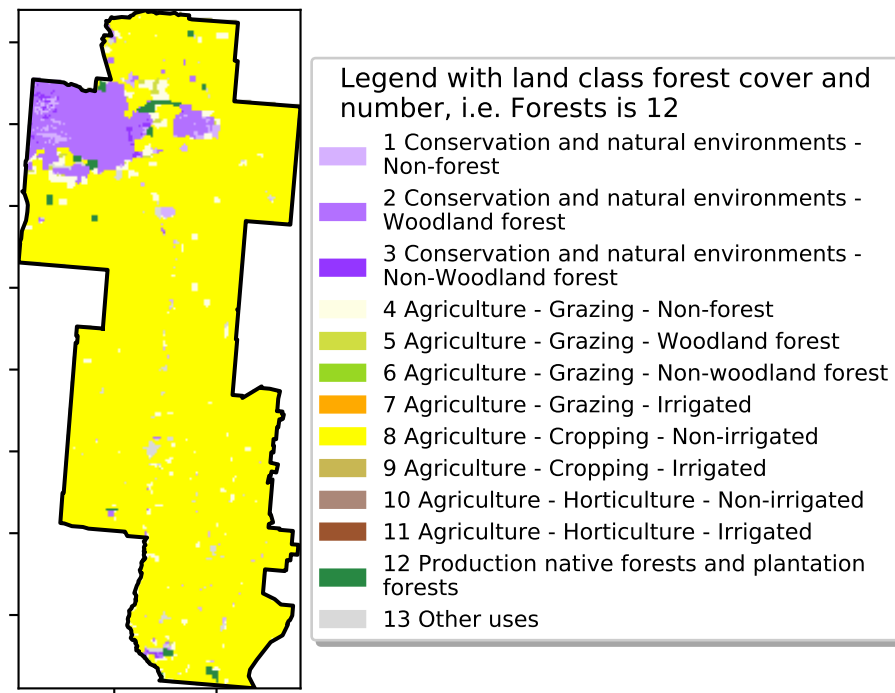 Legend with land class forest cover and
number, i.e. Forests is 12
1 Conservation and natural environments -
Non-forest
2 Conservation and natural environments -
Woodland forest
3 Conservation and natural environments -
Non-Woodland forest
4 Agriculture - Grazing - Non-forest
5 Agriculture - Grazing - Woodland forest
6 Agriculture - Grazing - Non-woodland forest
7 Agriculture - Grazing - Irrigated
8 Agriculture - Cropping - Non-irrigated
9 Agriculture - Cropping - Irrigated
10 Agriculture - Horticulture - Non-irrigated
11 Agriculture - Horticulture - Irrigated
12 Production native forests and plantation
forests
13 Other uses